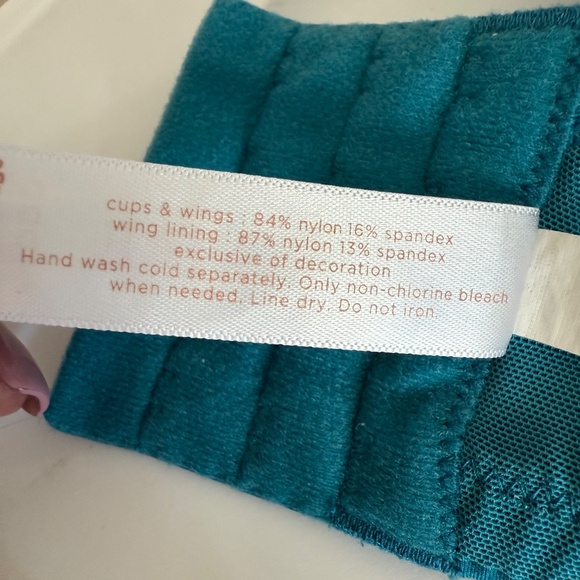 cups & wings : 84% nylon 16% spandex
wing lining : 87% nylon 13% spandex
exclusive of decoration
Hand wash cold separately. Only non-chlorine bleach
when needed. Line dry. Do not iron.